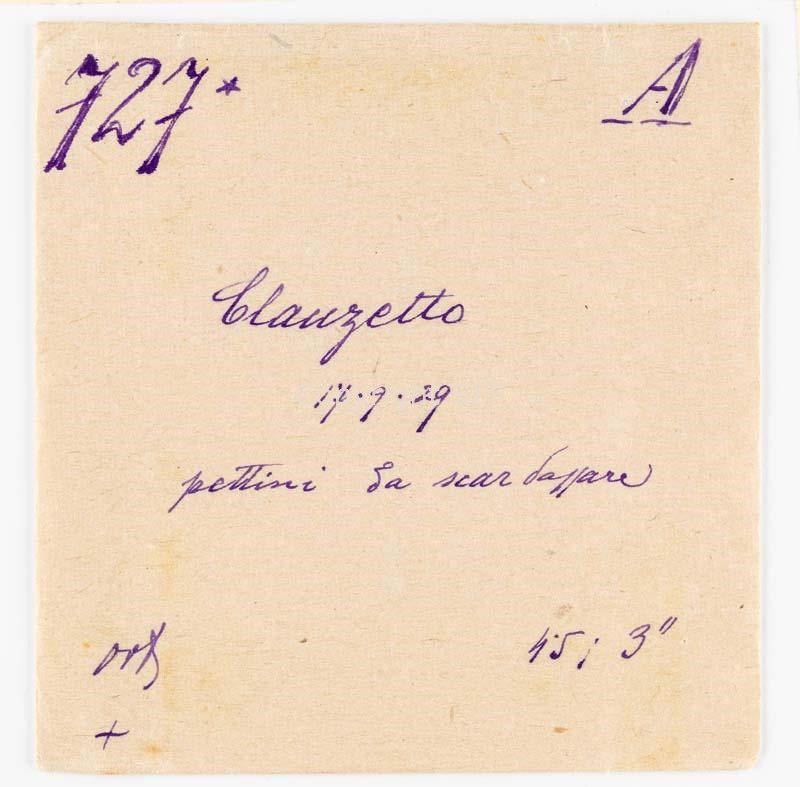 727* A
Clauzetto
17.9.29
pettini da scardassare
45; 3"
+